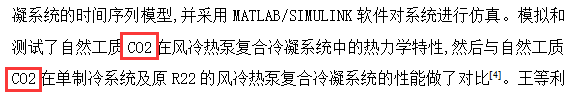 凝系统的时间序列模型,并采用 MATLAB/SIMULINK 软件对系统进行仿真。模拟和
测试了自然工质 CO2 在风冷热泵复合冷凝系统中的热力学特性,然后与自然工质
CO2 在单制冷系统及原 R22 的风冷热泵复合冷凝系统的性能做了对比[4]。王等利